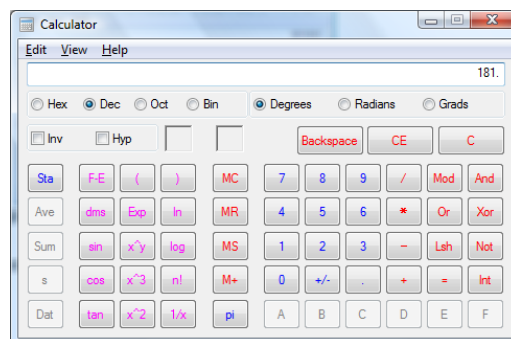 Calculator
Edit View Help
181.
Hex Dec Oct Bin Degrees Radians Grads
Inv Hyp Backspace CE C
Sta F-E ( ) MC 7 8 9 / Mod And
Ave dms Exp ln MR 4 5 6 * Or Xor
Sum sin x^y log MS 1 2 3 - Lsh Not
s cos x^3 n! M+ 0 +/- . + = Int
Dat tan x^2 1/x pi A B C D E F